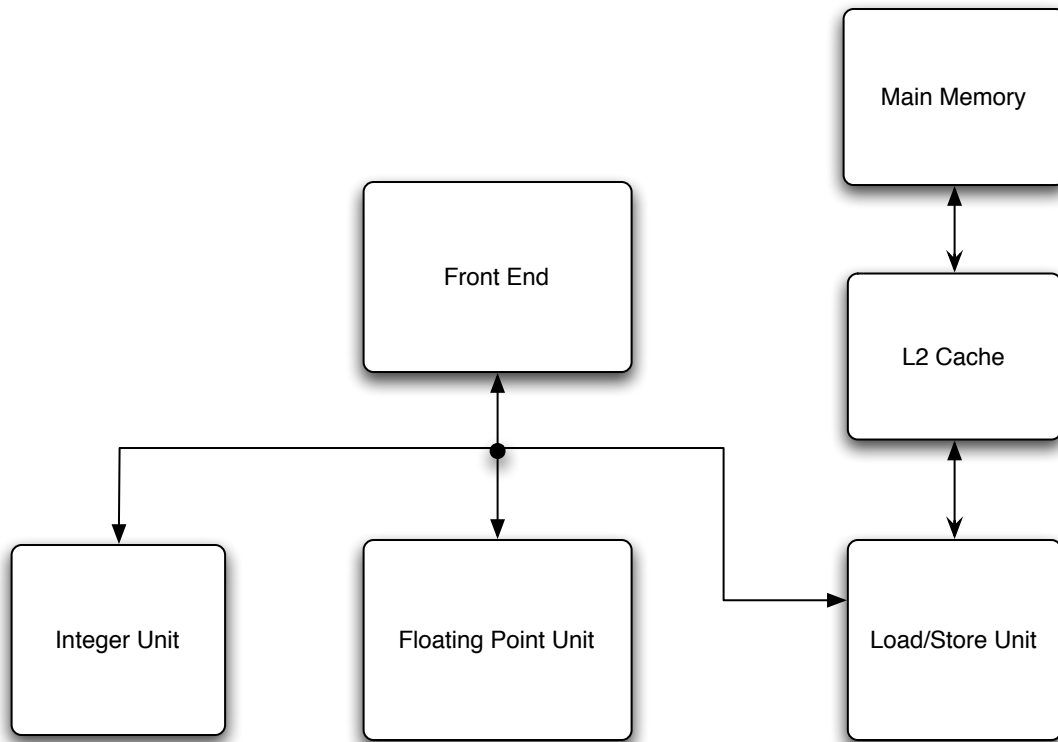 Main Memory
Front End
L2 Cache
Integer Unit
Floating Point Unit
Load/Store Unit